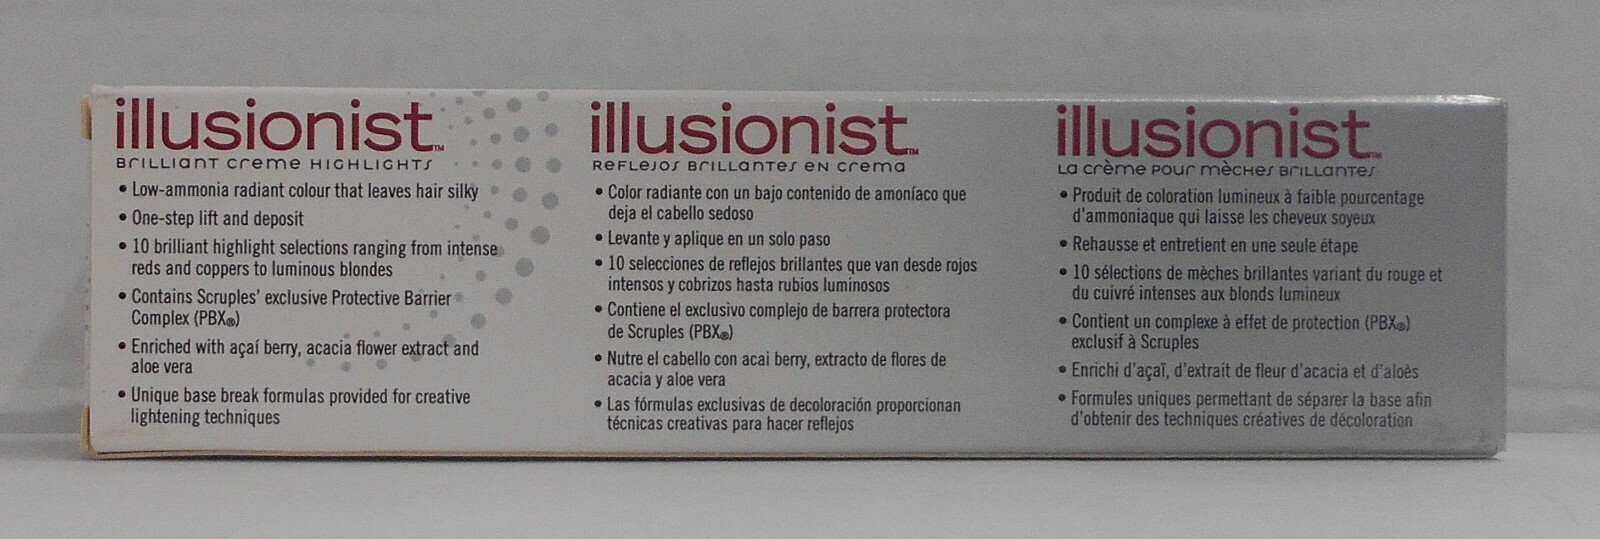 illusionist™
BRILLIANT creme HIGHLIGHTS
• Low-ammonia radiant colour that leaves hair silky
• One-step lift and deposit
• 10 brilliant highlight selections ranging from intense
reds and coppers to luminous blondes
• Contains Scruples' exclusive Protective Barrier
Complex (PBX®)
• Enriched with açaí berry, acacia flower extract and
aloe vera
• Unique base break formulas provided for creative
lightening techniques
illusionist™
REFLEJOS BRILLANTES EN crema
• Color radiante con un bajo contenido de amoníaco que
deja el cabello sedoso
• Levante y aplique en un solo paso
• 10 selecciones de reflejos brillantes que van desde rojos
intensos y cobrizos hasta rubios luminosos
• Contiene el exclusivo complejo de barrera protectora
de Scruples (PBX®)
• Nutre el cabello con acai berry, extracto de flores de
acacia y aloe vera
• Las fórmulas exclusivas de decoloración proporcionan
técnicas creativas para hacer reflejos
illusionist™
La crème POUR mèches BRILLANTES
• Produit de coloration lumineux à faible pourcentage
d'ammoniaque qui laisse les cheveux soyeux
• Rehausse et entretient en une seule étape
• 10 sélections de mèches brillantes variant du rouge et
du cuivré intenses aux blonds lumineux
• Contient un complexe à effet de protection (PBX®)
exclusif à Scruples
• Enrichi d'açaï, d'extrait de fleur d'acacia et d'aloès
• Formules uniques permettant de séparer la base afin
d'obtenir des techniques créatives de décoloration